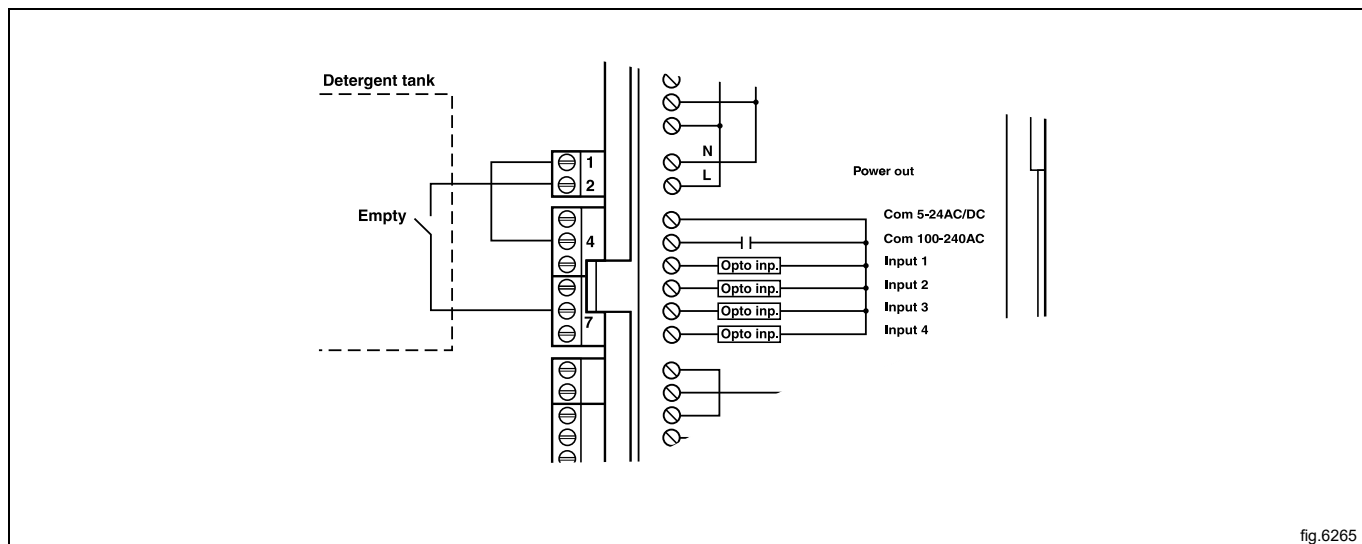 Detergent tank
Empty
1
2
4
7
N
L
Power out
Com 5-24AC/DC
Com 100-240AC
Opto inp. Input 1
Opto inp. Input 2
Opto inp. Input 3
Opto inp. Input 4
fig.6265